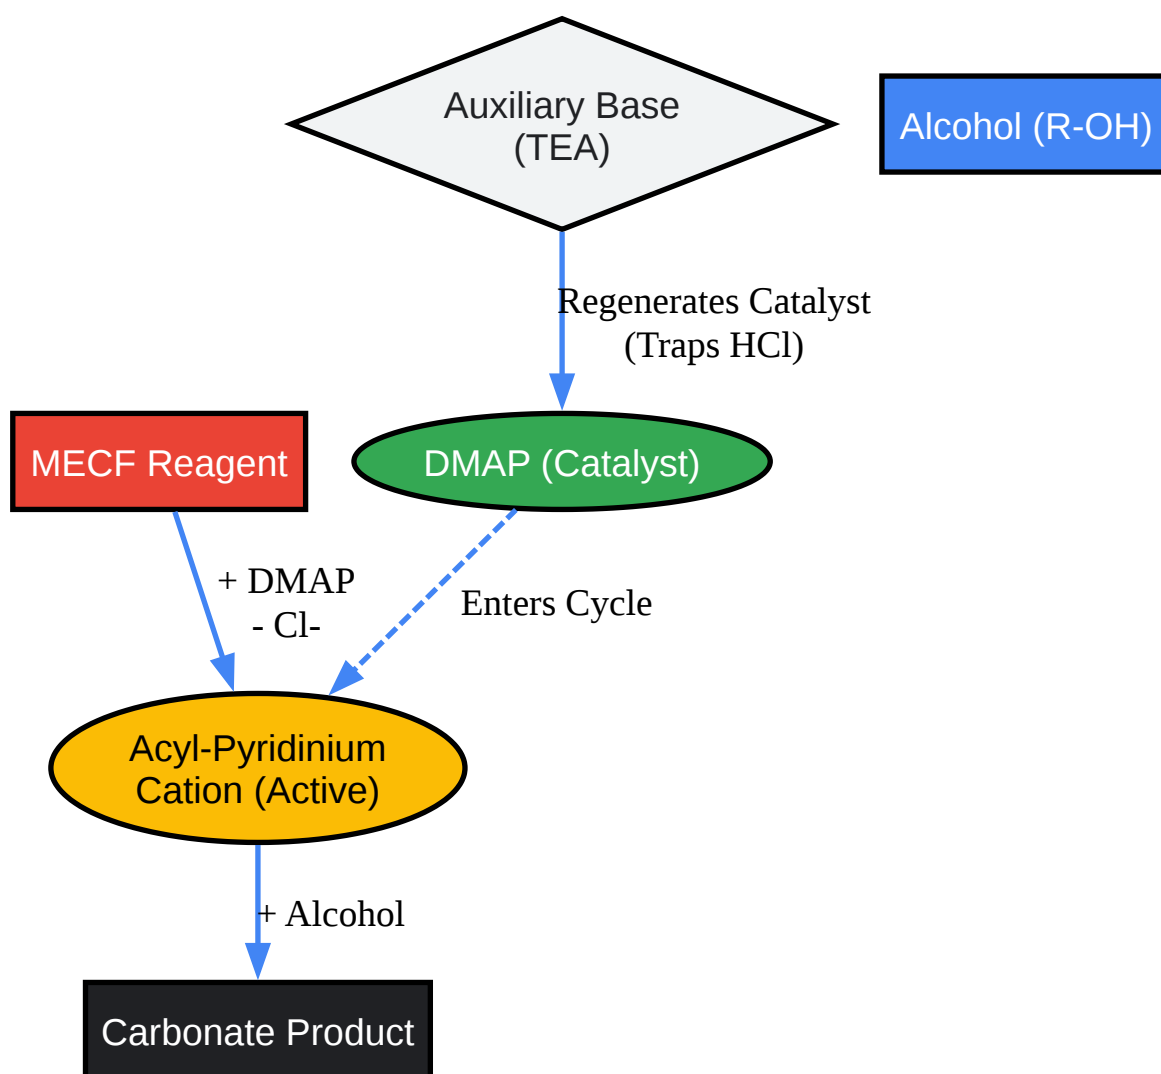 Auxiliary Base
(TEA)
Alcohol (R-OH)
Regenerates Catalyst
(Traps HCl)
MECF Reagent
DMAP (Catalyst)
+ DMAP
- Cl-
Enters Cycle
Acyl-Pyridinium
Cation (Active)
+ Alcohol
Carbonate Product